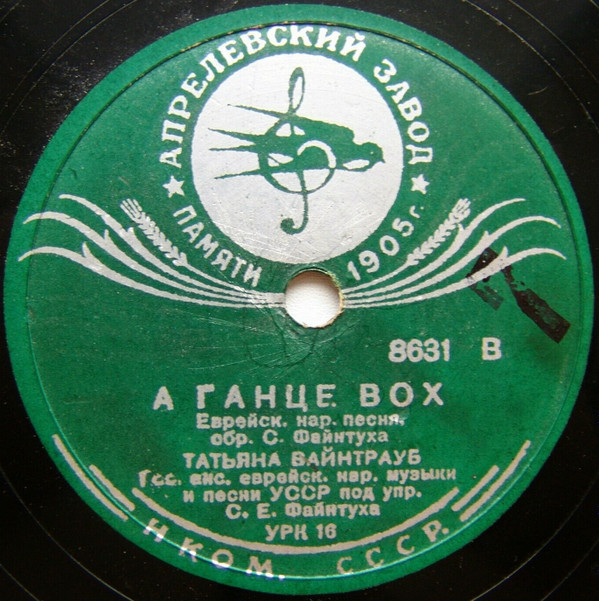 АПРЕЛЕВСКИЙ ЗАВОД
ПАМЯТИ 1905 г.
8631 В
А ГАНЦЕ ВОХ
Еврейск. нар. песня,
обр. С. Файнтуха
ТАТЬЯНА ВАЙНТРАУБ
Гос. анс. еврейск. нар. музыки
и песни УССР под упр.
С. Е. Файнтуха
УРК 16
НКОМ. СССР.